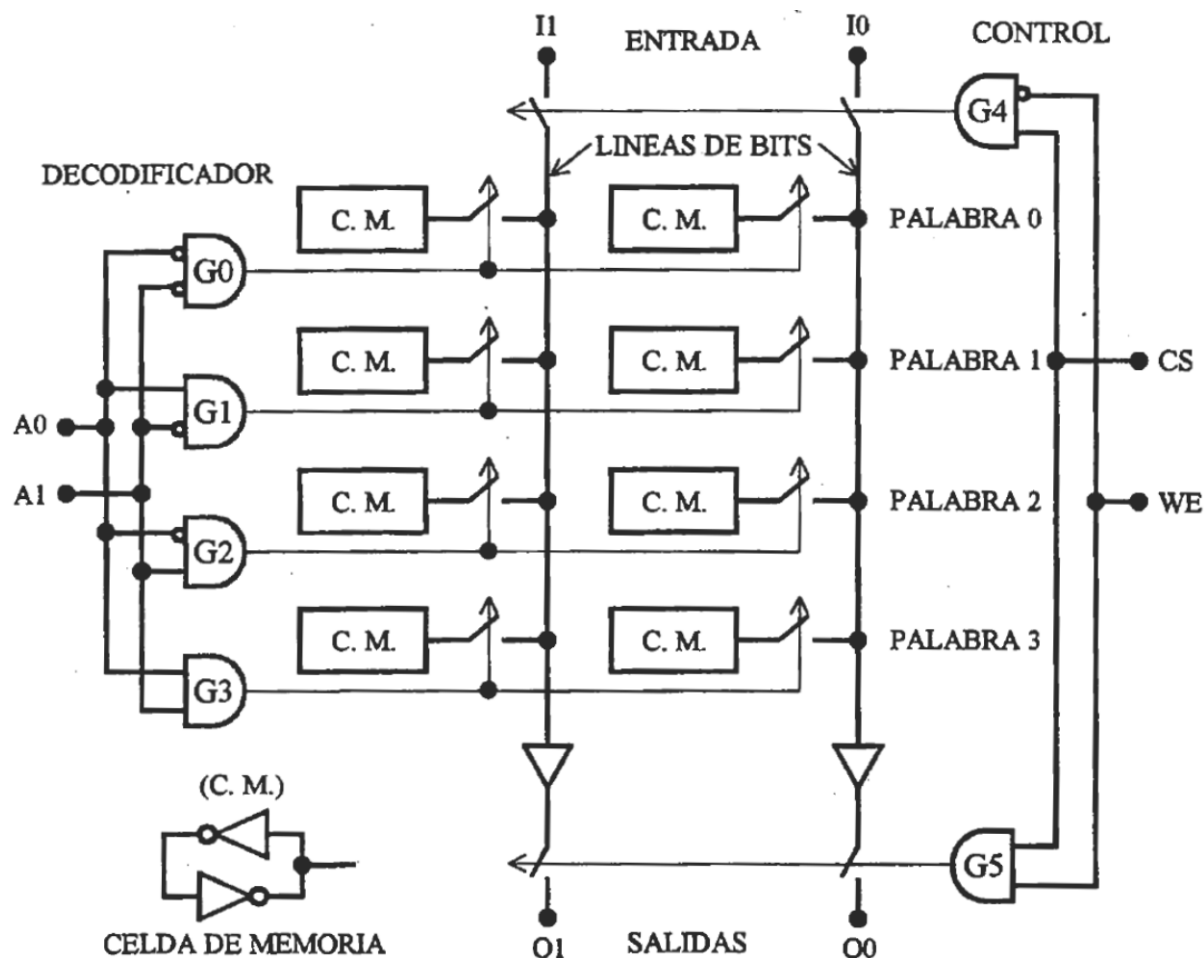 I1
ENTRADA
I0
CONTROL
G4
LINEAS DE BITS
DECODIFICADOR
C. M.
C. M.
PALABRA 0
G0
C. M.
C. M.
PALABRA 1
CS
G1
A0
A1
C. M.
C. M.
PALABRA 2
WE
G2
C. M.
C. M.
PALABRA 3
G3
(C. M.)
G5
CELDA DE MEMORIA
O1
SALIDAS
O0